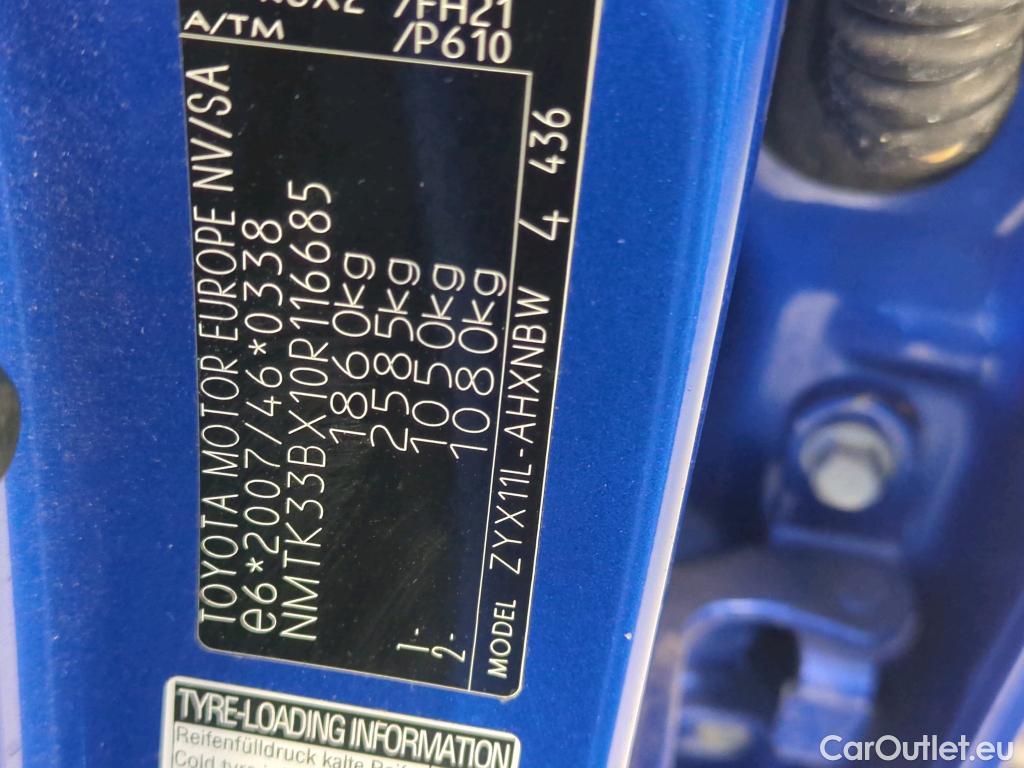 /FH21
A/TM /P610
TOYOTA MOTOR EUROPE NV/SA
e6*2007/46*0338
NMTK33BX10R116685
1860kg
2585kg
1- 1050kg
2- 1080kg
MODEL ZYX11L-AHXNBW 4 436
TYRE-LOADING INFORMATION
Reifenfülldruck kalte
Cold
CarOutlet.eu